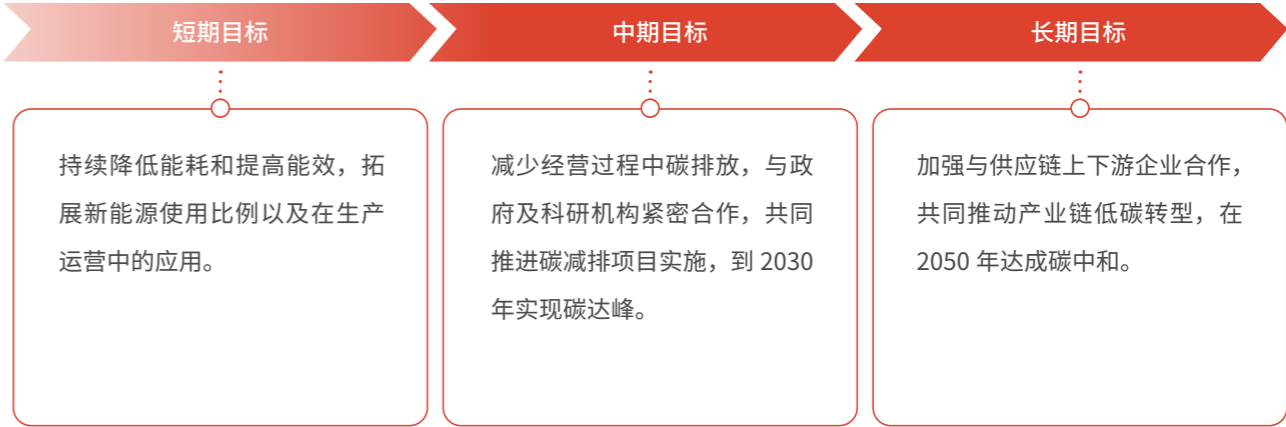 短期目标
持续降低能耗和提高能效，拓
展新能源使用比例以及在生产
运营中的应用。
中期目标
减少经营过程中碳排放，与政
府及科研机构紧密合作，共同
推进碳减排项目实施，到 2030
年实现碳达峰。
长期目标
加强与供应链上下游企业合作，
共同推动产业链低碳转型，在
2050 年达成碳中和。